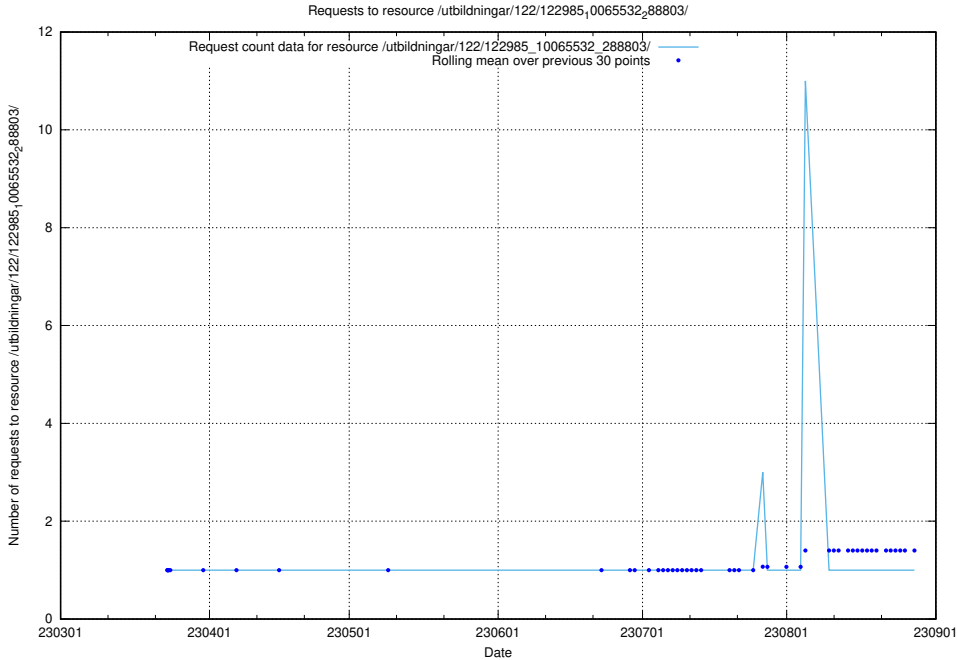 Requests to resource /utbildningar/122/122985₁0065532₂88803/
Request count data for resource /utbildningar/122/122985_10065532_288803/
Rolling mean over previous 30 points
Number of requests to resource /utbildningar/122/122985₁0065532₂88803/
12
10
8
6
4
2
0
230301 230401 230501 230601 230701 230801 230901
Date